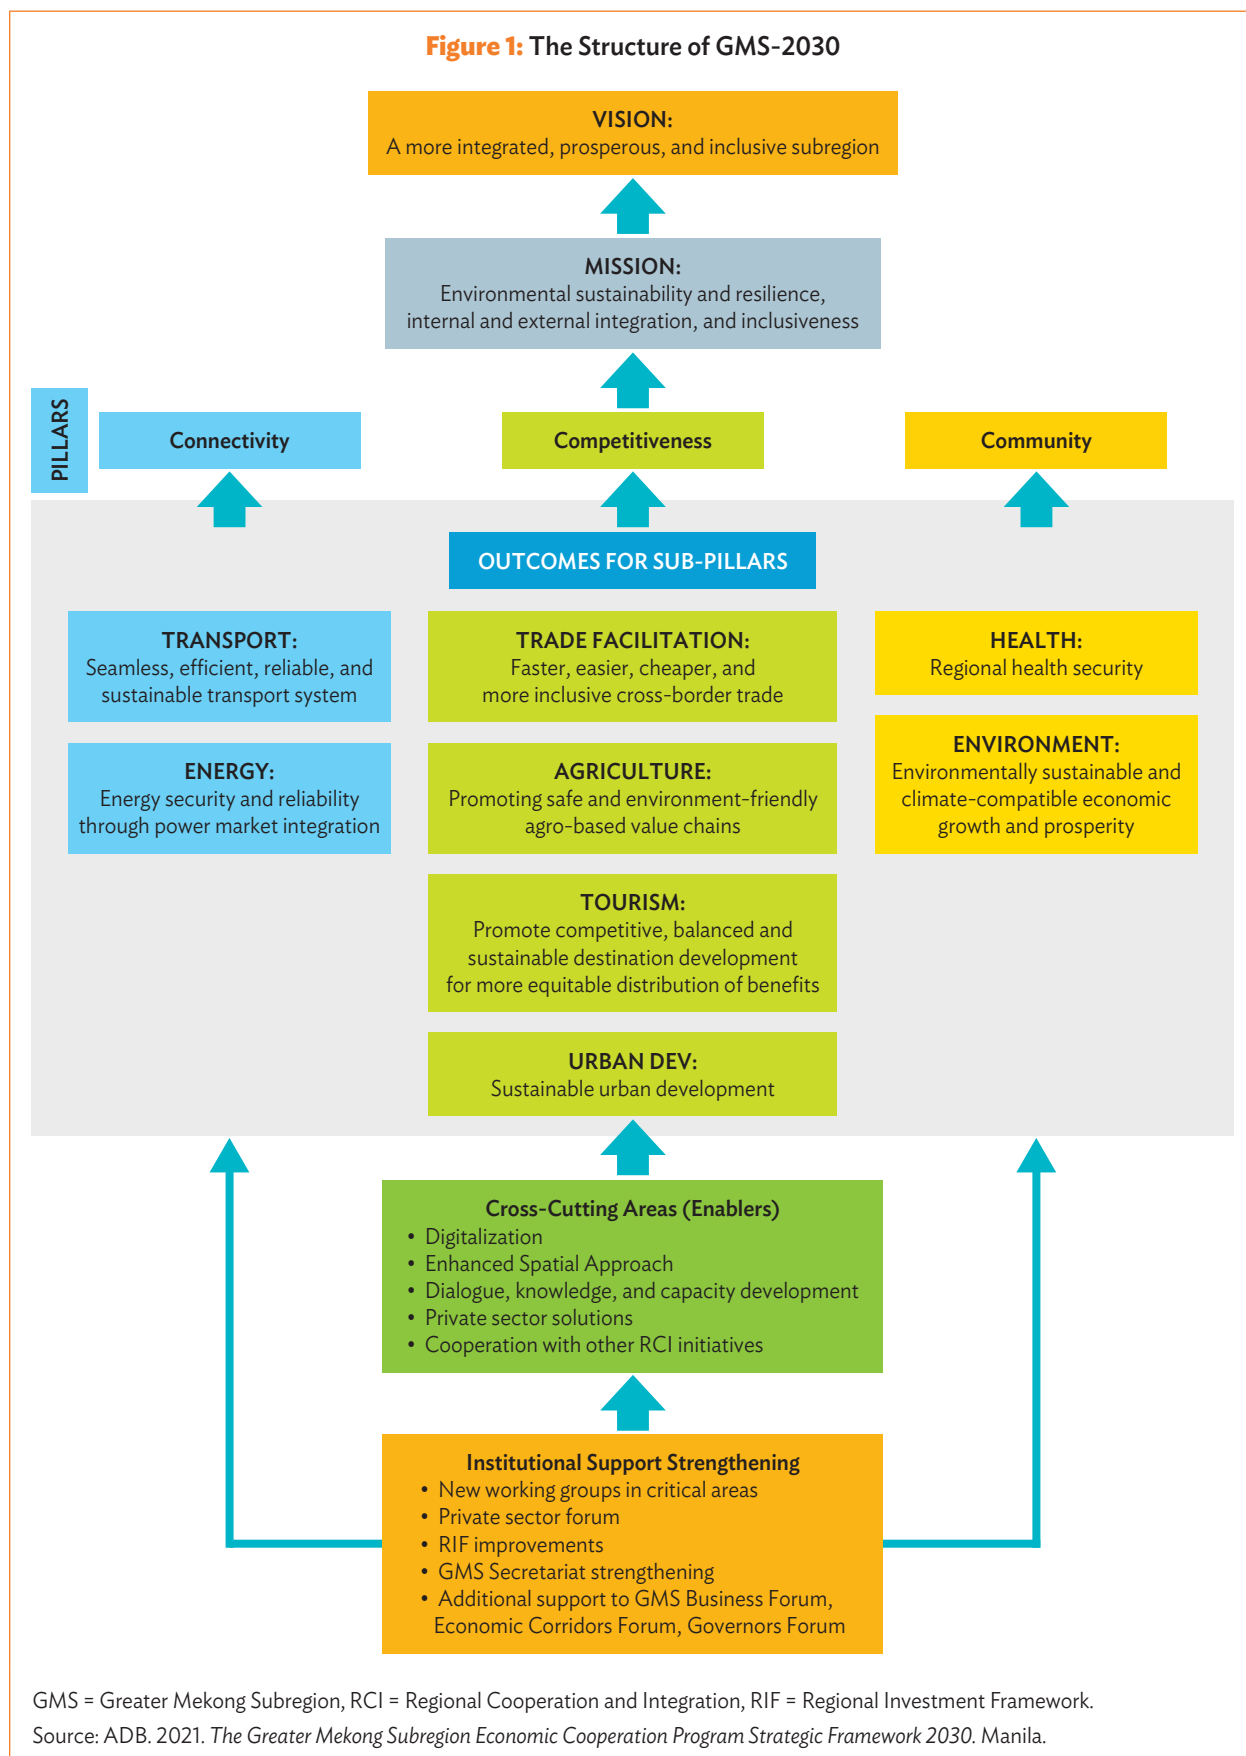 Figure 1: The Structure of GMS-2030
VISION:
A more integrated, prosperous, and inclusive subregion
MISSION:
Environmental sustainability and resilience,
internal and external integration, and inclusiveness
PILLARS
Connectivity
Competitiveness
Community
OUTCOMES FOR SUB-PILLARS
TRANSPORT:
Seamless, efficient, reliable, and
sustainable transport system
ENERGY:
Energy security and reliability
through power market integration
TRADE FACILITATION:
Faster, easier, cheaper, and
more inclusive cross-border trade
AGRICULTURE:
Promoting safe and environment-friendly
agro-based value chains
TOURISM:
Promote competitive, balanced and
sustainable destination development
for more equitable distribution of benefits
URBAN DEV:
Sustainable urban development
HEALTH:
Regional health security
ENVIRONMENT:
Environmentally sustainable and
climate-compatible economic
growth and prosperity
Cross-Cutting Areas (Enablers)
• Digitalization
• Enhanced Spatial Approach
• Dialogue, knowledge, and capacity development
• Private sector solutions
• Cooperation with other RCI initiatives
Institutional Support Strengthening
• New working groups in critical areas
• Private sector forum
• RIF improvements
• GMS Secretariat strengthening
• Additional support to GMS Business Forum,
Economic Corridors Forum, Governors Forum
GMS = Greater Mekong Subregion, RCI = Regional Cooperation and Integration, RIF = Regional Investment Framework.
Source: ADB. 2021. The Greater Mekong Subregion Economic Cooperation Program Strategic Framework 2030. Manila.